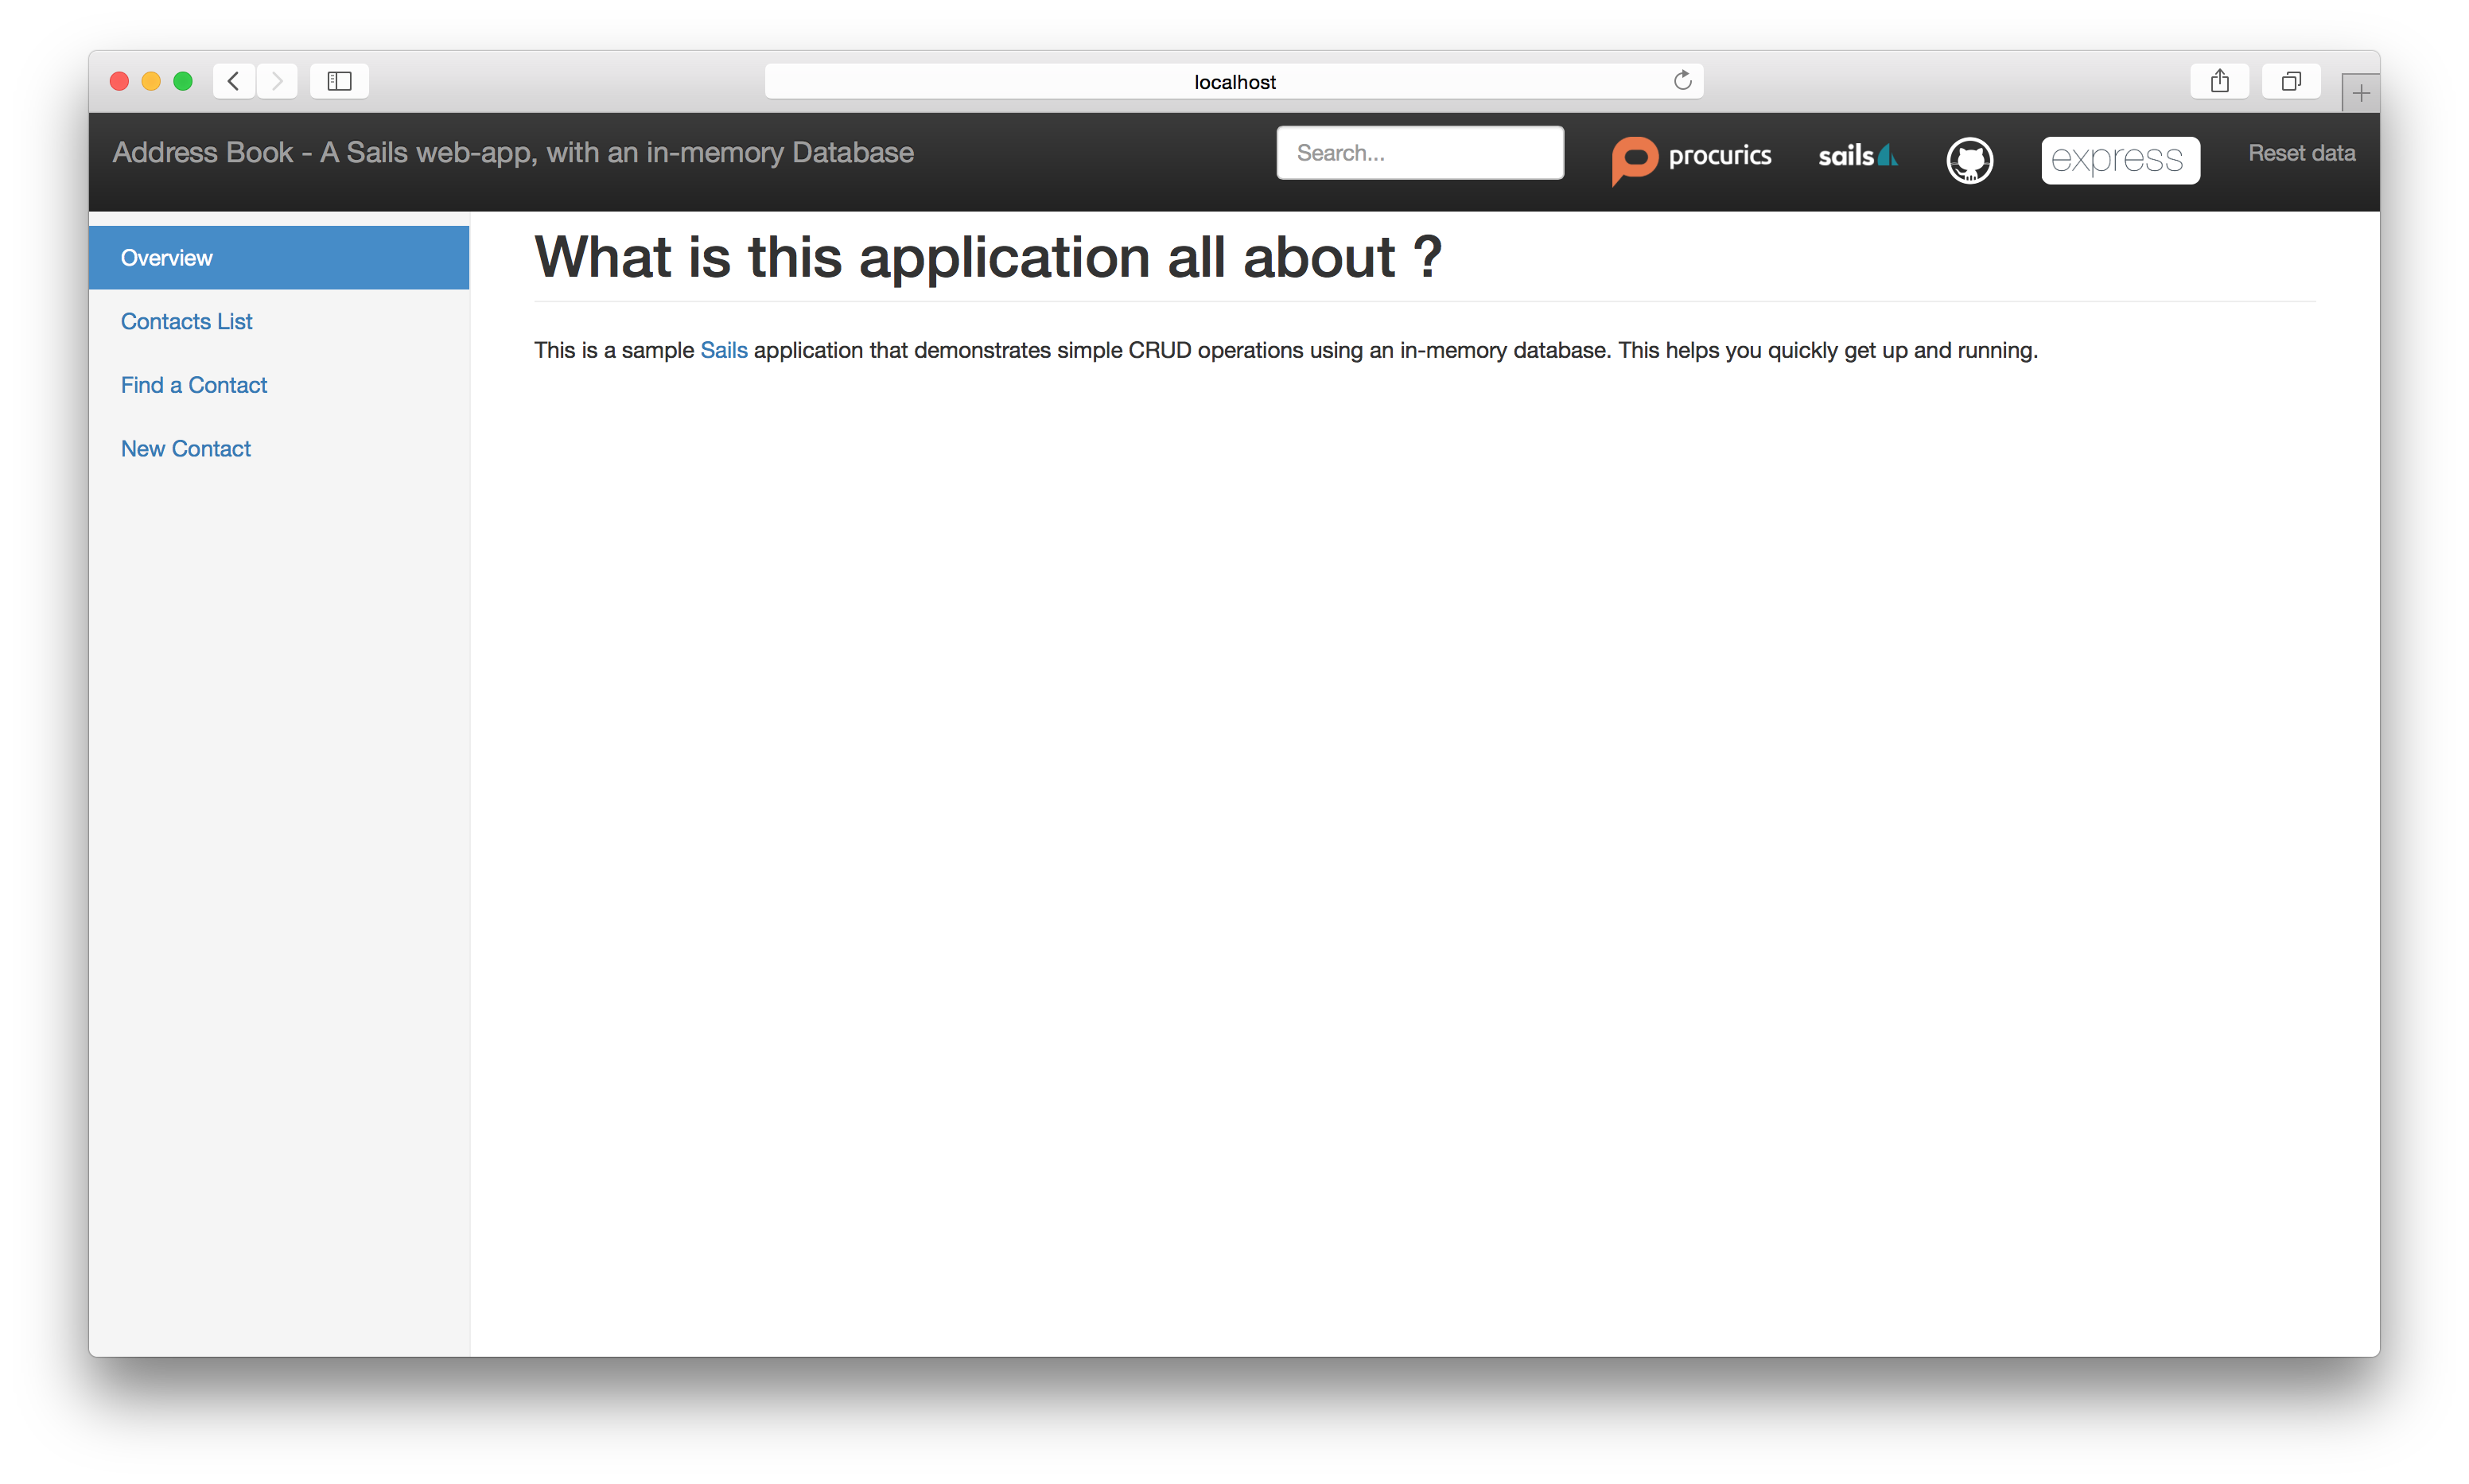 localhost
Address Book - A Sails web-app, with an in-memory Database
Search...
procurics
sails
express
Reset data
Overview
Contacts List
Find a Contact
New Contact
What is this application all about ?
This is a sample Sails application that demonstrates simple CRUD operations using an in-memory database. This helps you quickly get up and running.